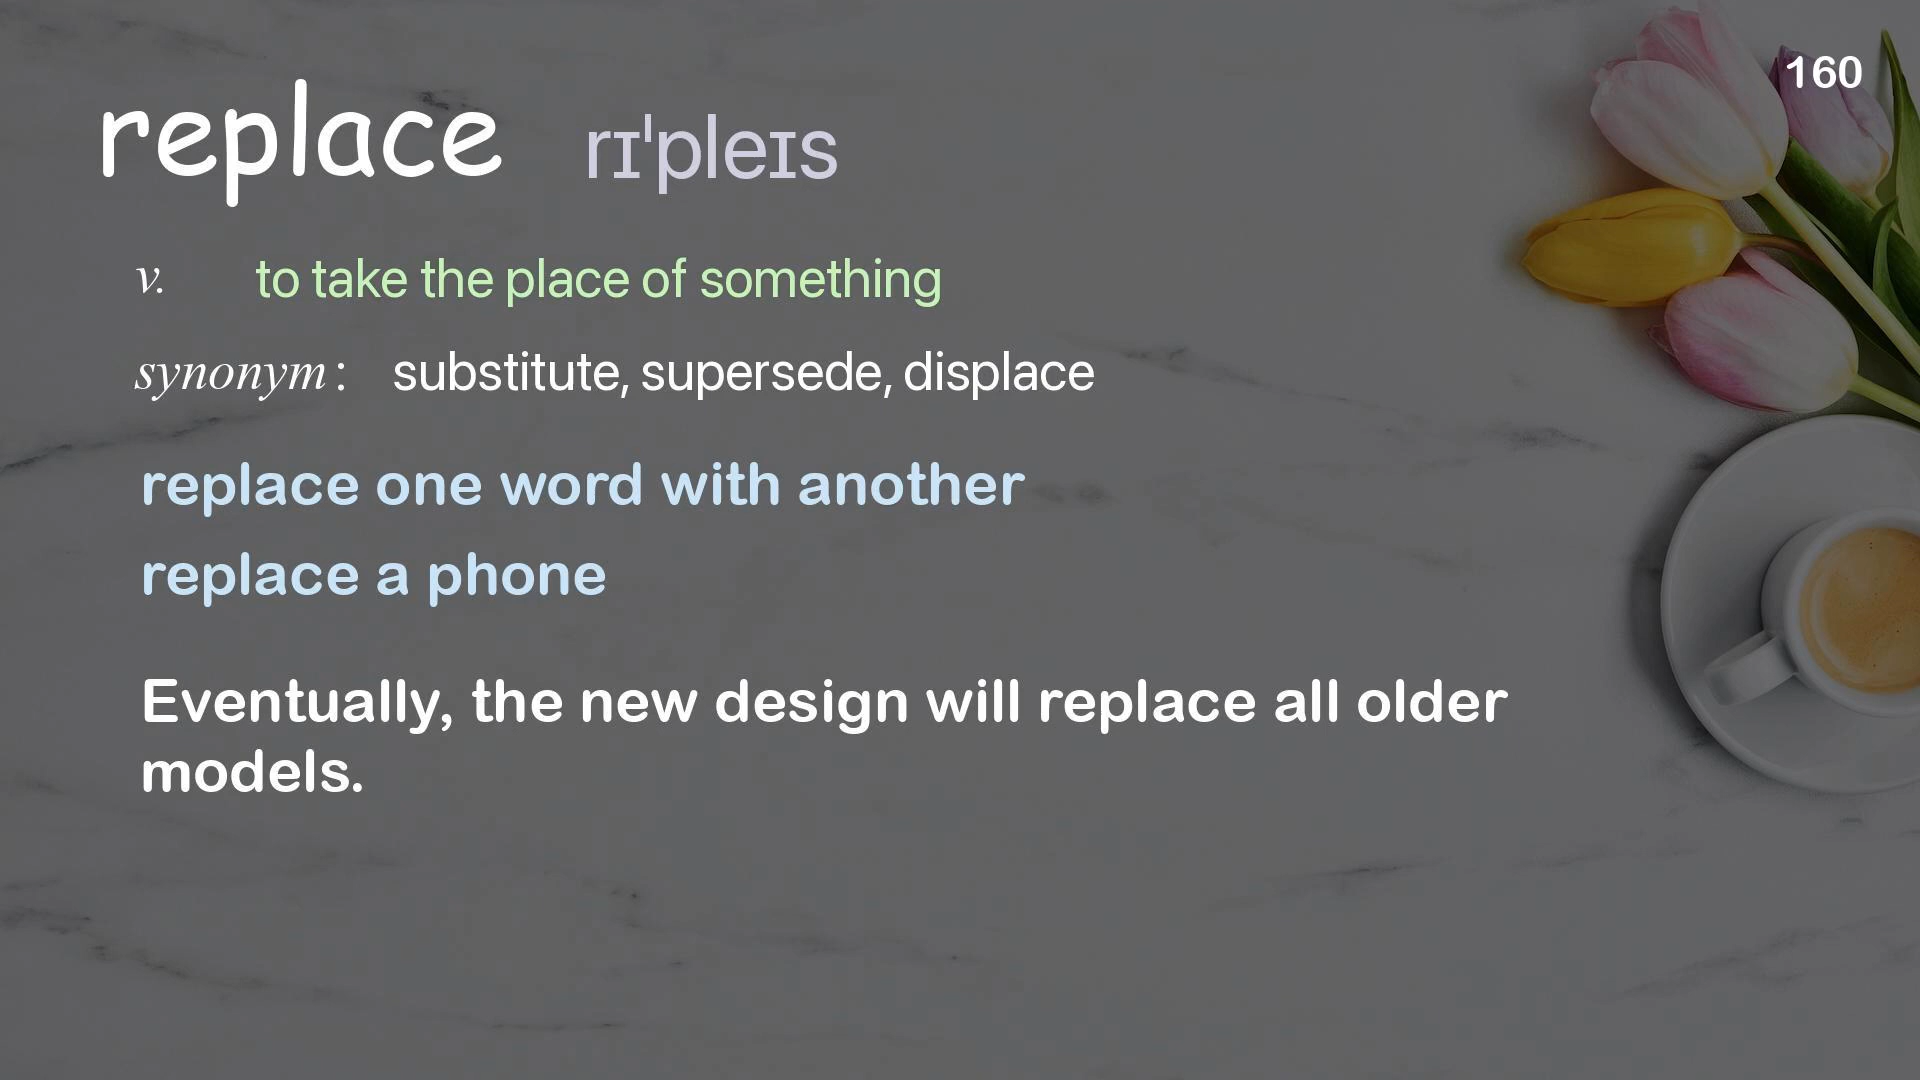 160
replace rɪˈpleɪs
v. to take the place of something
synonym : substitute, supersede, displace
replace one word with another
replace a phone
Eventually, the new design will replace all older
models.